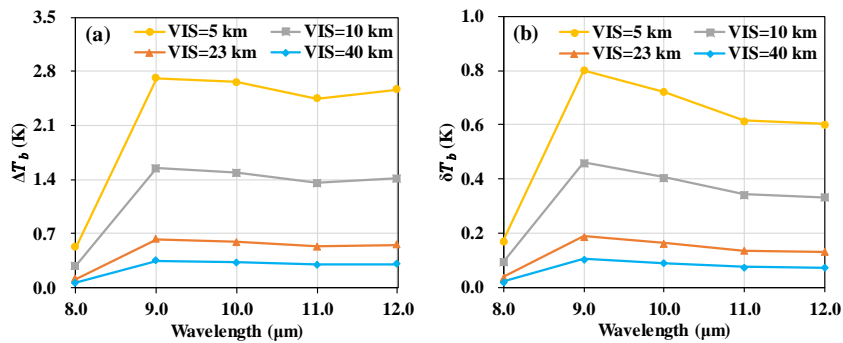 (a)
VIS=5 km
VIS=10 km
VIS=23 km
VIS=40 km
3.5
2.8
2.1
1.4
0.7
0.0
ΔT_b (K)
8.0 9.0 10.0 11.0 12.0
Wavelength (μm)
(b)
VIS=5 km
VIS=10 km
VIS=23 km
VIS=40 km
1.0
0.8
0.6
0.4
0.2
0.0
δT_b (K)
8.0 9.0 10.0 11.0 12.0
Wavelength (μm)